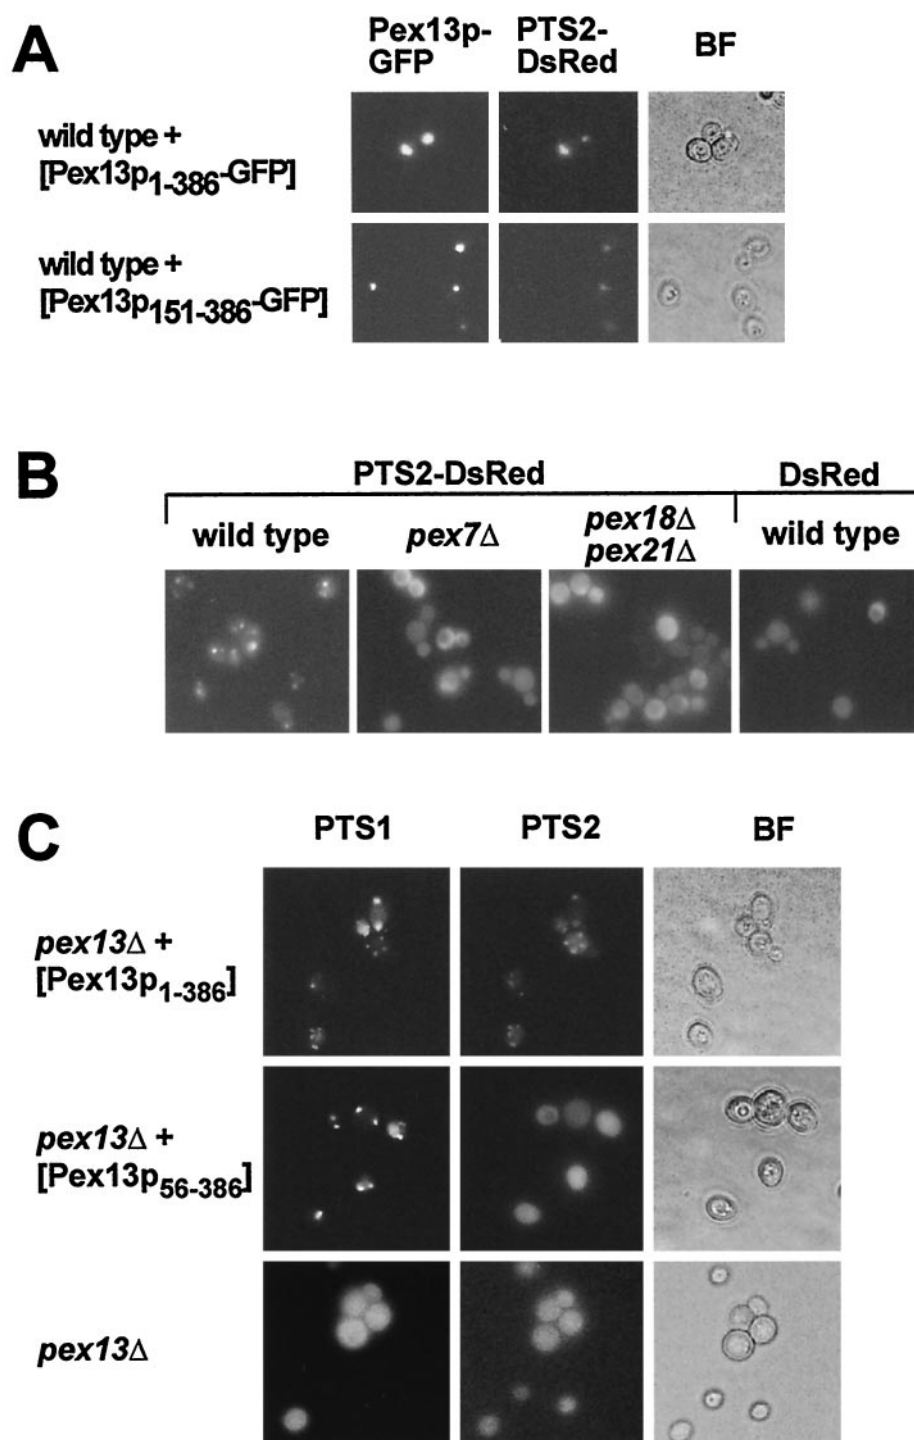 A
Pex13p-
GFP
PTS2-
DsRed
BF
wild type +
[Pex13p1-386-GFP]
wild type +
[Pex13p151-386-GFP]
B
PTS2-DsRed
DsRed
wild type
pex7Δ
pex18Δ
pex21Δ
wild type
C
PTS1
PTS2
BF
pex13Δ +
[Pex13p1-386]
pex13Δ +
[Pex13p56-386]
pex13Δ